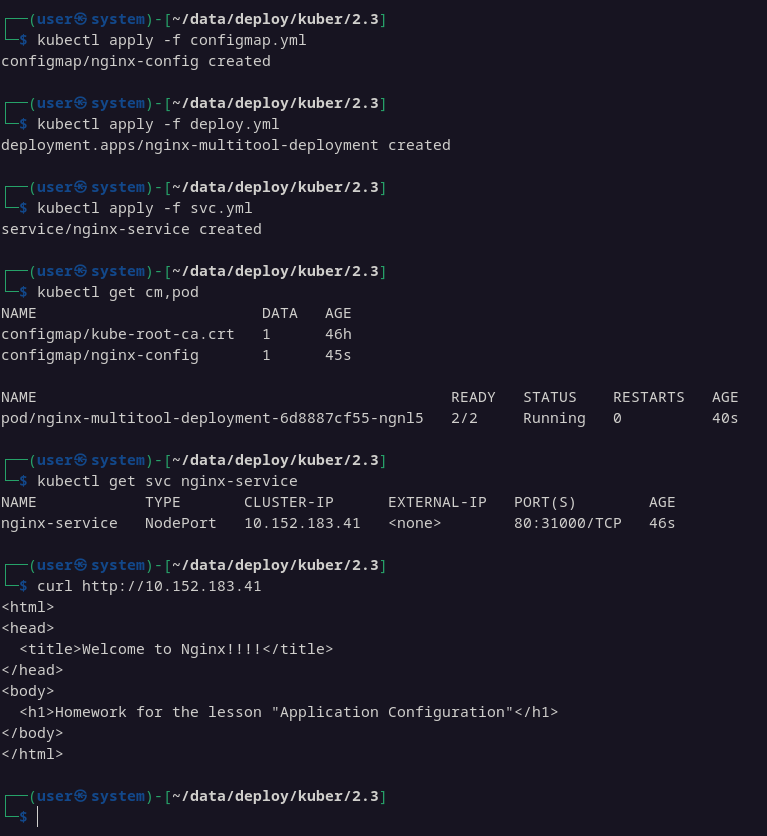 ┌──(user㉿system)-[~/data/deploy/kuber/2.3]
└─$ kubectl apply -f configmap.yml
configmap/nginx-config created
┌──(user㉿system)-[~/data/deploy/kuber/2.3]
└─$ kubectl apply -f deploy.yml
deployment.apps/nginx-multitool-deployment created
┌──(user㉿system)-[~/data/deploy/kuber/2.3]
└─$ kubectl apply -f svc.yml
service/nginx-service created
┌──(user㉿system)-[~/data/deploy/kuber/2.3]
└─$ kubectl get cm,pod
NAME                         DATA   AGE
configmap/kube-root-ca.crt   1      46h
configmap/nginx-config       1      45s
NAME                                              READY   STATUS    RESTARTS   AGE
pod/nginx-multitool-deployment-6d8887cf55-ngnl5   2/2     Running   0          40s
┌──(user㉿system)-[~/data/deploy/kuber/2.3]
└─$ kubectl get svc nginx-service
NAME            TYPE       CLUSTER-IP      EXTERNAL-IP   PORT(S)        AGE
nginx-service   NodePort   10.152.183.41   <none>        80:31000/TCP   46s
┌──(user㉿system)-[~/data/deploy/kuber/2.3]
└─$ curl http://10.152.183.41
<html>
<head>
  <title>Welcome to Nginx!!!!</title>
</head>
<body>
  <h1>Homework for the lesson "Application Configuration"</h1>
</body>
</html>
┌──(user㉿system)-[~/data/deploy/kuber/2.3]
└─$